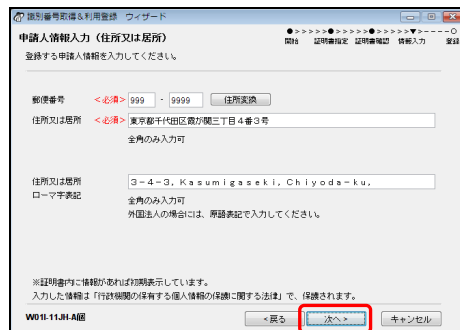 識別番号取得&利用登録 ウィザード
申請人情報入力（住所又は居所）
●>>>>>●>>>>>●>>>>>▼>----○
開始 証明書指定 証明書確認 情報入力 登録
登録する申請人情報を入力してください。
郵便番号 <必須> 999 - 9999 住所変換
住所又は居所 <必須> 東京都千代田区霞が関三丁目４番３号
全角のみ入力可
住所又は居所
ローマ字表記
３－４－３，Ｋａｓｕｍｉｇａｓｅｋｉ，Ｃｈｉｙｏｄａ－ｋｕ，
全角のみ入力可
外国法人の場合には、原語表記で入力してください。
※証明書内に情報があれば初期表示しています。
入力した情報は「行政機関の保有する個人情報の保護に関する法律」で、保護されます。
W01I-11JH-A画 <戻る 次へ> キャンセル